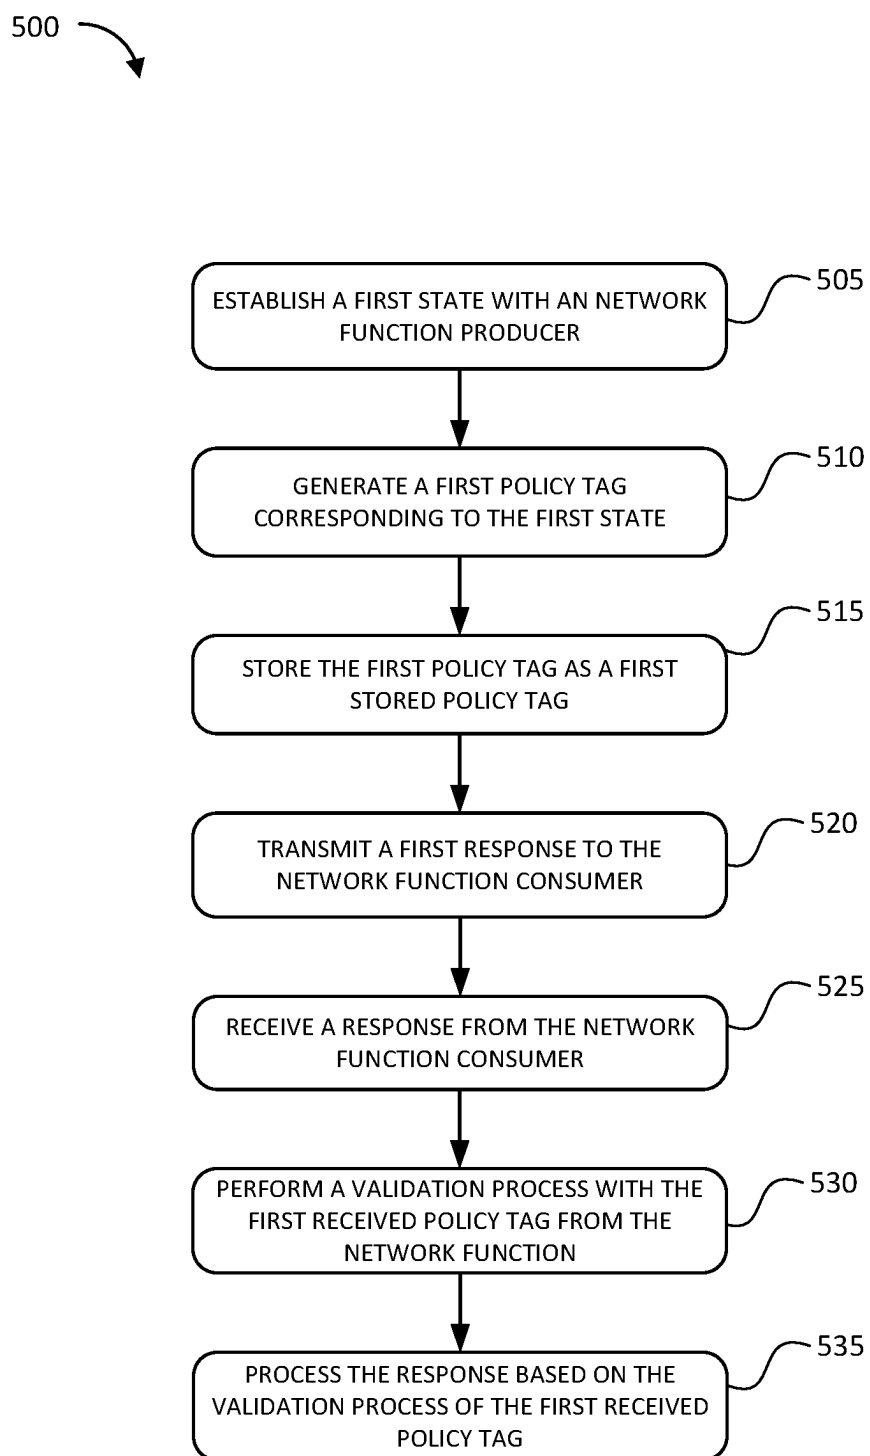 500
ESTABLISH A FIRST STATE WITH AN NETWORK
FUNCTION PRODUCER
505
GENERATE A FIRST POLICY TAG
CORRESPONDING TO THE FIRST STATE
510
STORE THE FIRST POLICY TAG AS A FIRST
STORED POLICY TAG
515
TRANSMIT A FIRST RESPONSE TO THE
NETWORK FUNCTION CONSUMER
520
RECEIVE A RESPONSE FROM THE NETWORK
FUNCTION CONSUMER
525
PERFORM A VALIDATION PROCESS WITH THE
FIRST RECEIVED POLICY TAG FROM THE
NETWORK FUNCTION
530
PROCESS THE RESPONSE BASED ON THE
VALIDATION PROCESS OF THE FIRST RECEIVED
POLICY TAG
535